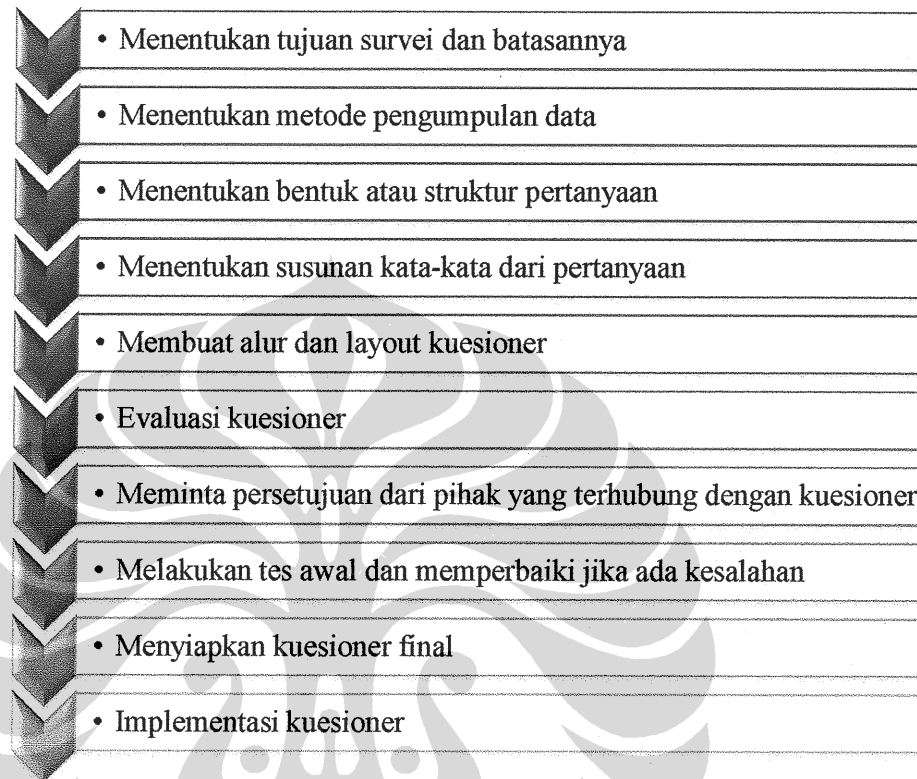 • Menentukan tujuan survei dan batasannya
• Menentukan metode pengumpulan data
• Menentukan bentuk atau struktur pertanyaan
• Menentukan susunan kata-kata dari pertanyaan
• Membuat alur dan layout kuesioner
• Evaluasi kuesioner
• Meminta persetujuan dari pihak yang terhubung dengan kuesioner
• Melakukan tes awal dan memperbaiki jika ada kesalahan
• Menyiapkan kuesioner final
• Implementasi kuesioner